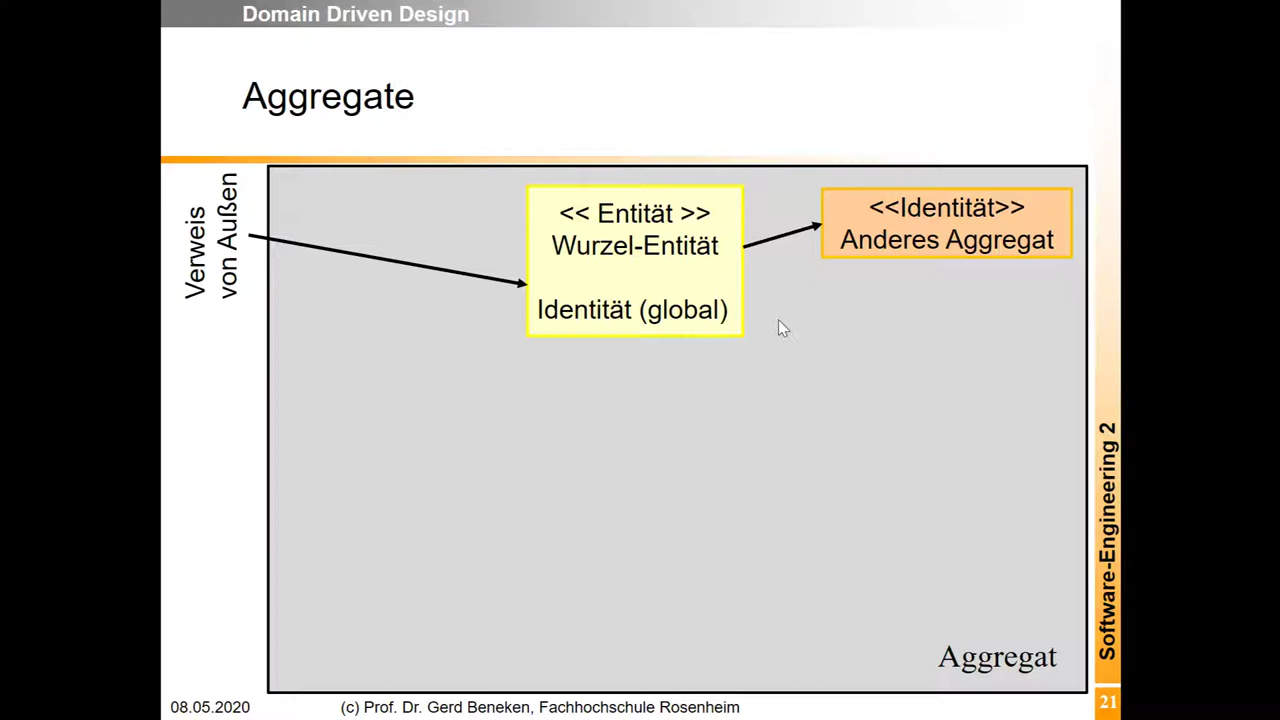 Domain Driven Design
Aggregate
Verweis
von Außen
<< Entität >>
Wurzel-Entität
Identität (global)
<<Identität>>
Anderes Aggregat
Aggregat
Software-Engineering 2
08.05.2020
(c) Prof. Dr. Gerd Beneken, Fachhochschule Rosenheim
21